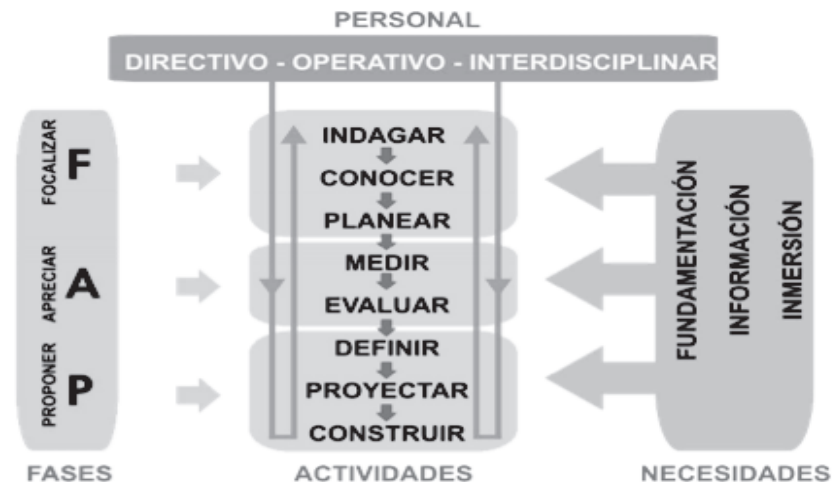 PERSONAL
DIRECTIVO - OPERATIVO - INTERDISCIPLINAR
FOCALIZAR
F
APRECIAR
A
PROPONER
P
INDAGAR
CONOCER
PLANEAR
MEDIR
EVALUAR
DEFINIR
PROYECTAR
CONSTRUIR
FUNDAMENTACIÓN
INFORMACIÓN
INMERSIÓN
FASES
ACTIVIDADES
NECESIDADES